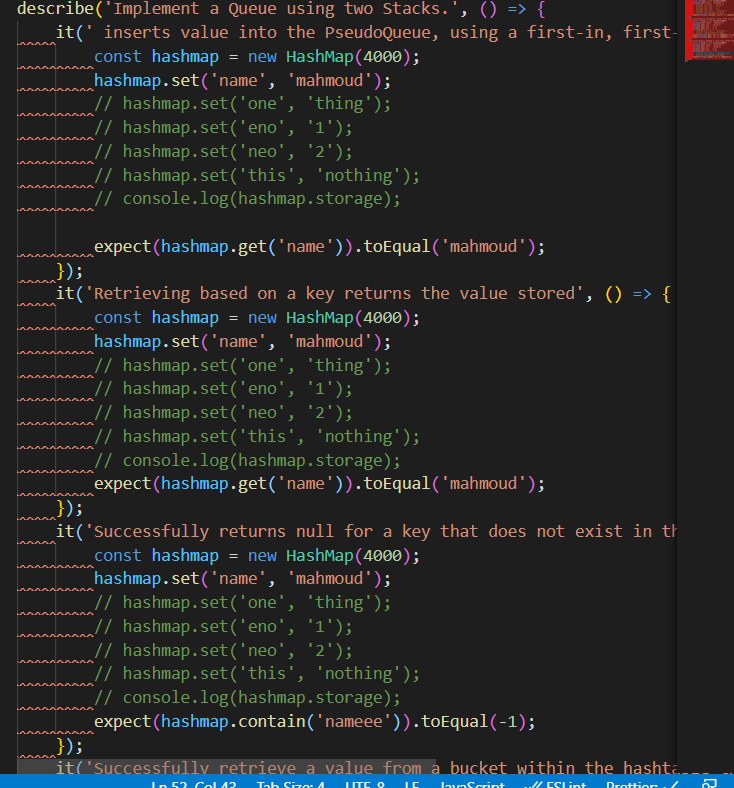 describe('Implement a Queue using two Stacks.', () => {
it(' inserts value into the PseudoQueue, using a first-in, first-
const hashmap = new HashMap(4000);
hashmap.set('name', 'mahmoud');
// hashmap.set('one', 'thing');
// hashmap.set('eno', '1');
// hashmap.set('neo', '2');
// hashmap.set('this', 'nothing');
// console.log(hashmap.storage);
expect(hashmap.get('name')).toEqual('mahmoud');
});
it('Retrieving based on a key returns the value stored', () => {
const hashmap = new HashMap(4000);
hashmap.set('name', 'mahmoud');
// hashmap.set('one', 'thing');
// hashmap.set('eno', '1');
// hashmap.set('neo', '2');
// hashmap.set('this', 'nothing');
// console.log(hashmap.storage);
expect(hashmap.get('name')).toEqual('mahmoud');
});
it('Successfully returns null for a key that does not exist in th
const hashmap = new HashMap(4000);
hashmap.set('name', 'mahmoud');
// hashmap.set('one', 'thing');
// hashmap.set('eno', '1');
// hashmap.set('neo', '2');
// hashmap.set('this', 'nothing');
// console.log(hashmap.storage);
expect(hashmap.contain('nameee')).toEqual(-1);
});
it('Successfully retrieve a value from a bucket within the hashta
Ln 52, Col 43 Tab Size: 4 UTF-8 LF JavaScript ESLint Prettier